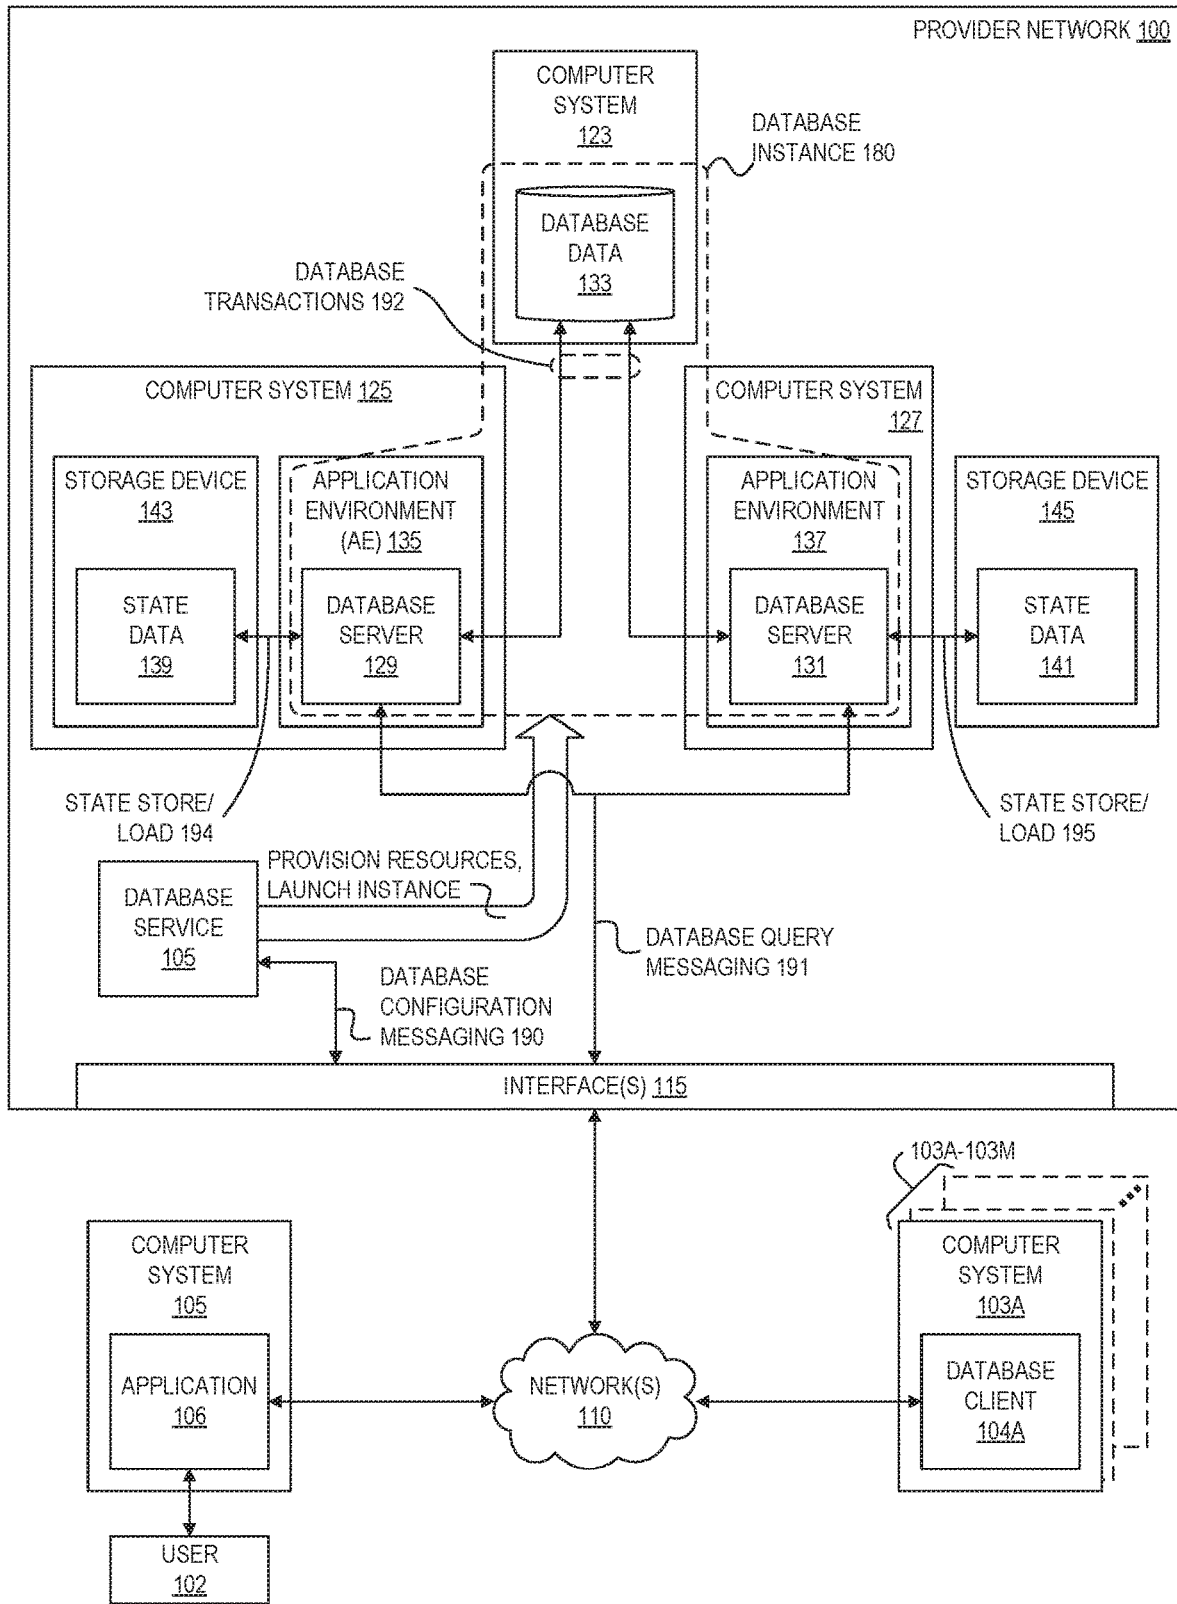 PROVIDER NETWORK 100
COMPUTER
SYSTEM
123
DATABASE
INSTANCE 180
DATABASE
DATA
133
DATABASE
TRANSACTIONS 192
COMPUTER SYSTEM 125
STORAGE DEVICE
143
STATE
DATA
139
APPLICATION
ENVIRONMENT
(AE) 135
DATABASE
SERVER
129
COMPUTER SYSTEM
127
APPLICATION
ENVIRONMENT
137
DATABASE
SERVER
131
STORAGE DEVICE
145
STATE
DATA
141
STATE STORE/
LOAD 194
STATE STORE/
LOAD 195
PROVISION RESOURCES,
LAUNCH INSTANCE
DATABASE
SERVICE
105
DATABASE QUERY
MESSAGING 191
DATABASE
CONFIGURATION
MESSAGING 190
INTERFACE(S) 115
103A-103M
COMPUTER
SYSTEM
105
APPLICATION
106
NETWORK(S)
110
COMPUTER
SYSTEM
103A
DATABASE
CLIENT
104A
USER
102